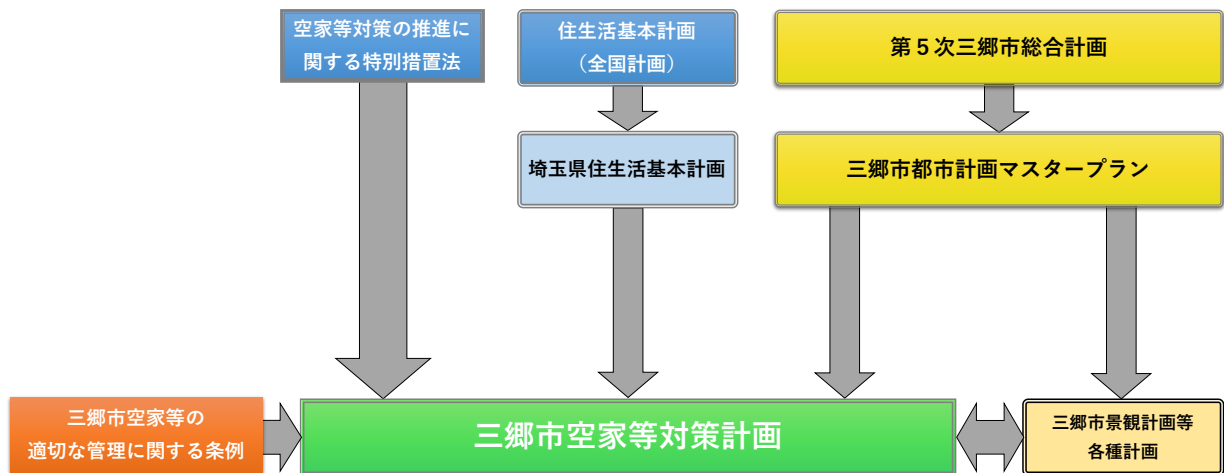 空家等対策の推進に
関する特別措置法
住生活基本計画
（全国計画）
第５次三郷市総合計画
埼玉県住生活基本計画
三郷市都市計画マスタープラン
三郷市空家等の
適切な管理に関する条例
三郷市空家等対策計画
三郷市景観計画等
各種計画